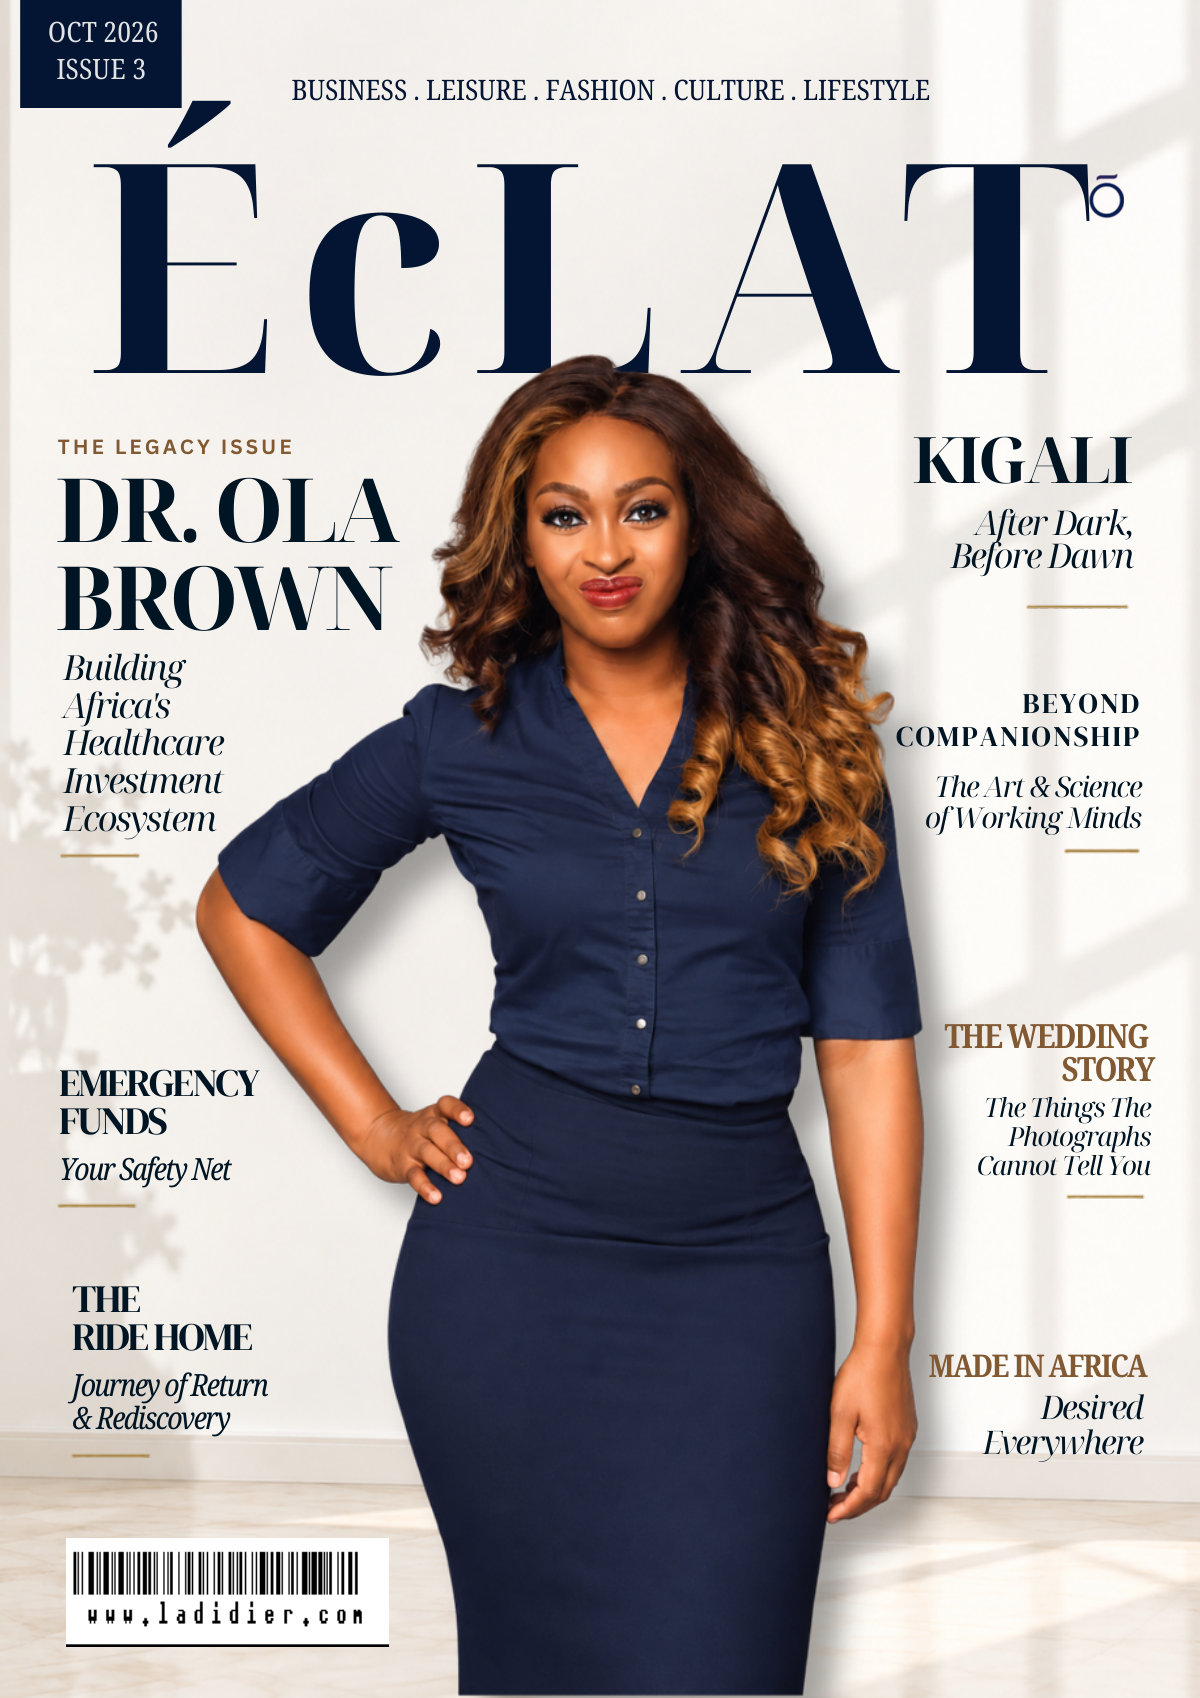 OCT 2026
ISSUE 3
BUSINESS . LEISURE . FASHION . CULTURE . LIFESTYLE
ÉcLATō
THE LEGACY ISSUE
DR. OLA
BROWN
Building
Africa's
Healthcare
Investment
Ecosystem
EMERGENCY
FUNDS
Your Safety Net
THE
RIDE HOME
Journey of Return
& Rediscovery
www.ladidier.com
KIGALI
After Dark,
Before Dawn
BEYOND
COMPANIONSHIP
The Art & Science
of Working Minds
THE WEDDING
STORY
The Things The
Photographs
Cannot Tell You
MADE IN AFRICA
Desired
Everywhere